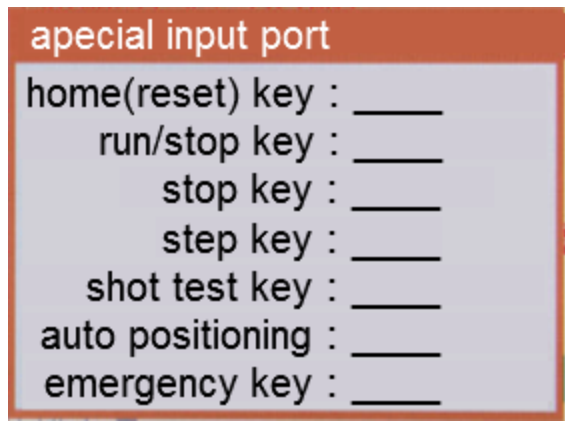 apecial input port
home(reset) key : ____
run/stop key : ____
stop key : ____
step key : ____
shot test key : ____
auto positioning : ____
emergency key : ____